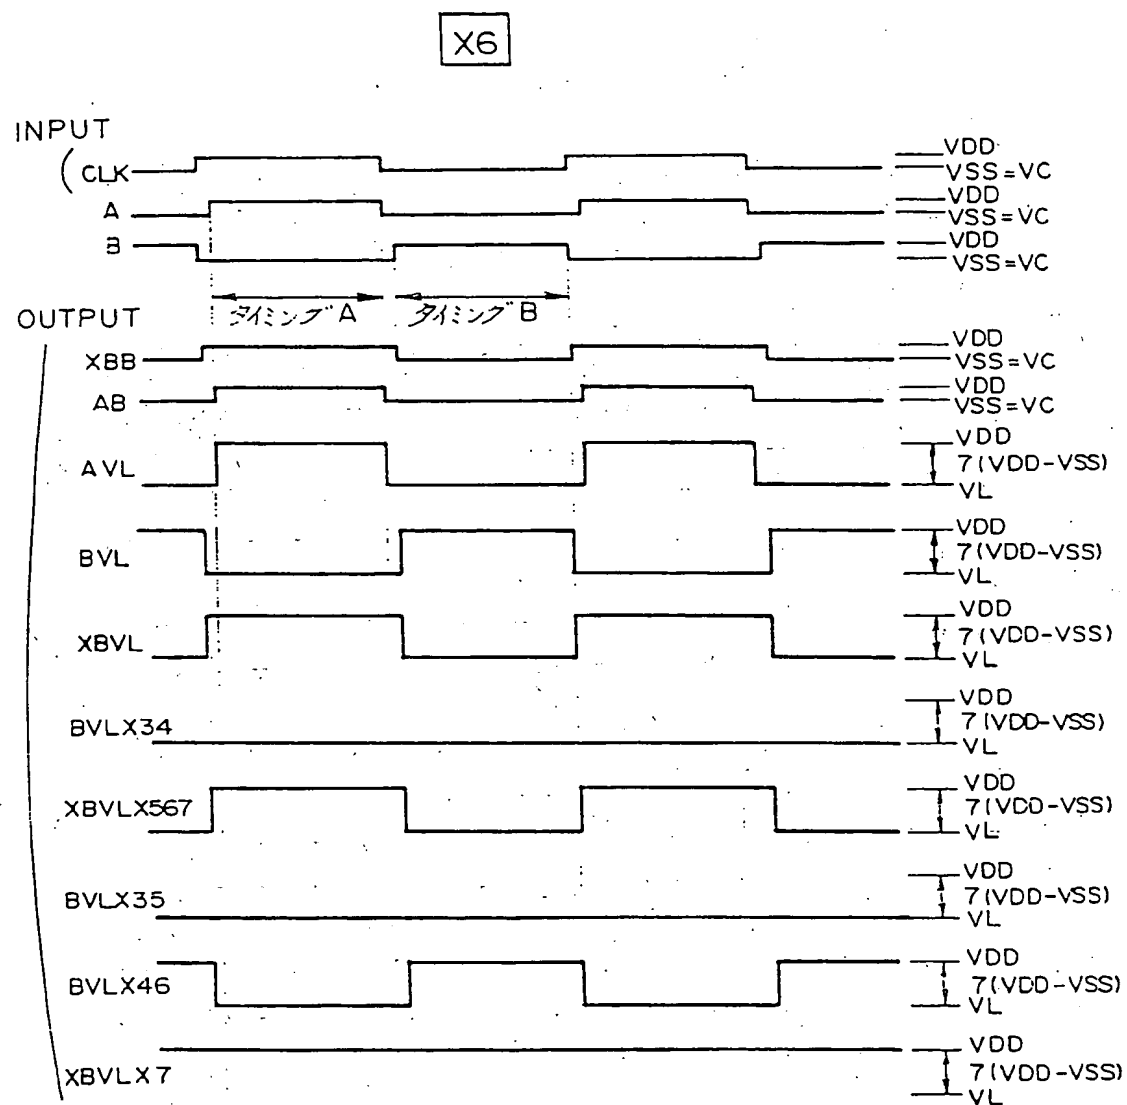 X6
INPUT
CLK
VDD
VSS=VC
A
VDD
VSS=VC
B
VDD
VSS=VC
タイミングA
タイミングB
OUTPUT
XBB
VDD
VSS=VC
AB
VDD
VSS=VC
AVL
VDD
7(VDD-VSS)
VL
BVL
VDD
7(VDD-VSS)
VL
XBVL
VDD
7(VDD-VSS)
VL
BVLX34
VDD
7(VDD-VSS)
VL
XBVLX567
VDD
7(VDD-VSS)
VL
BVLX35
VDD
7(VDD-VSS)
VL
BVLX46
VDD
7(VDD-VSS)
VL
XBVLX7
VDD
7(VDD-VSS)
VL